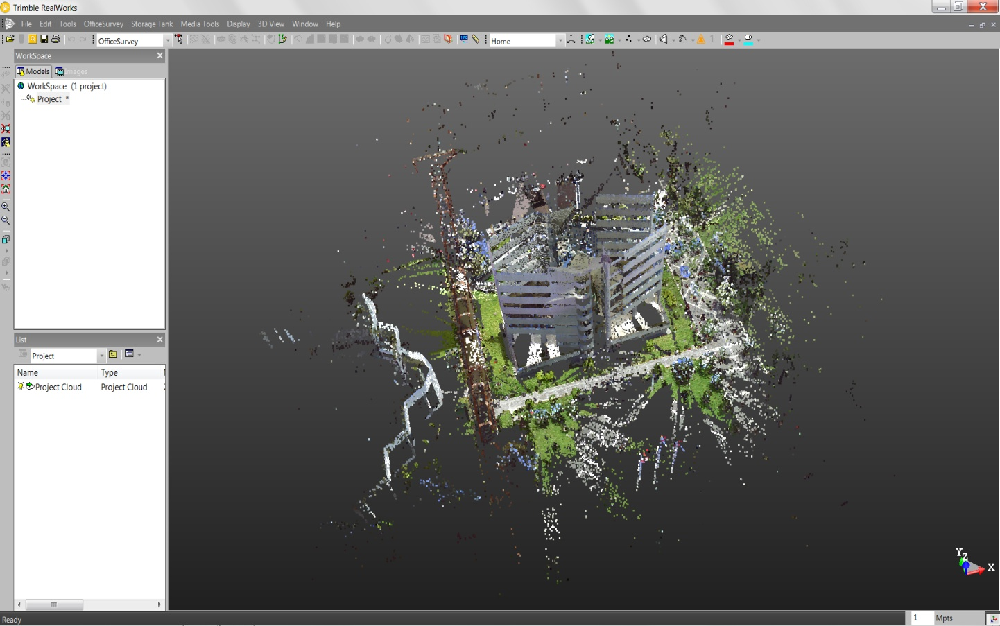 Trimble RealWorks
File Edit Tools OfficeSurvey Storage Tank Media Tools Display 3D View Window Help
OfficeSurvey
Home
1
WorkSpace
Models Images
WorkSpace (1 project)
Project *
List
Project
Name Type
Project Cloud Project Cloud
Y
Z
X
Ready
1 Mpts